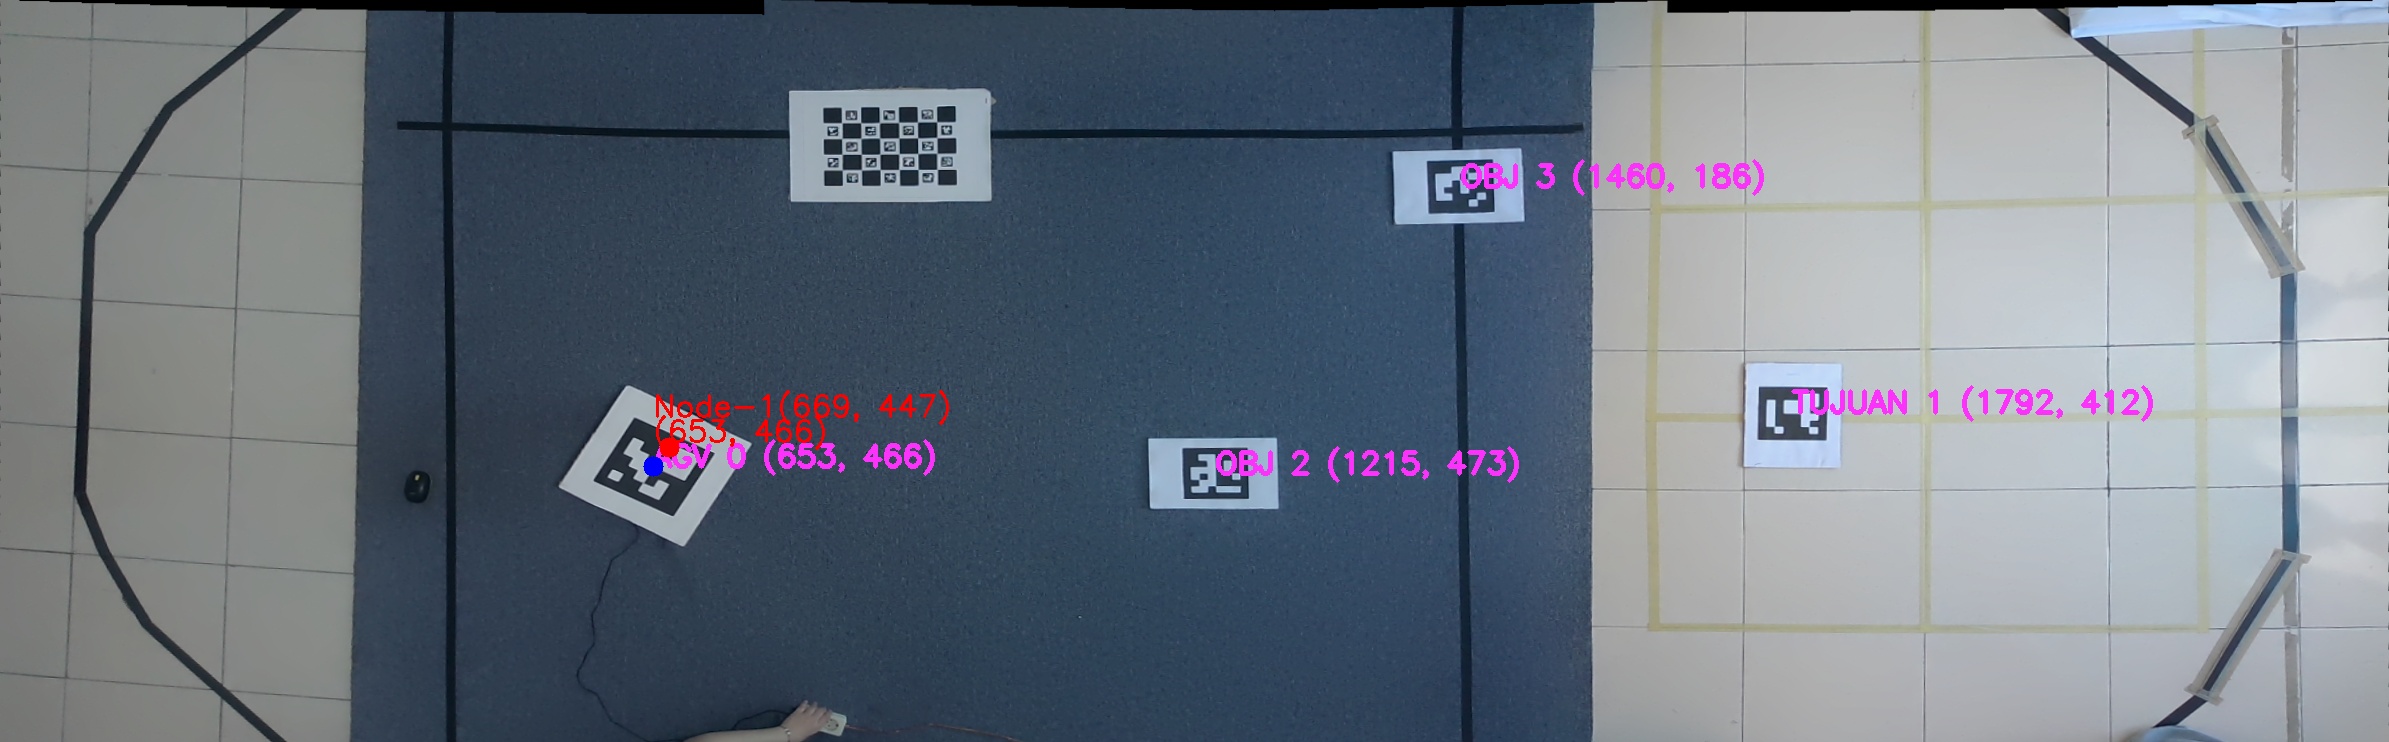 OBJ 3 (1460, 186)
Node-1(669, 447)
(653, 466)
AGV 0 (653, 466)
OBJ 2 (1215, 473)
TUJUAN 1 (1792, 412)